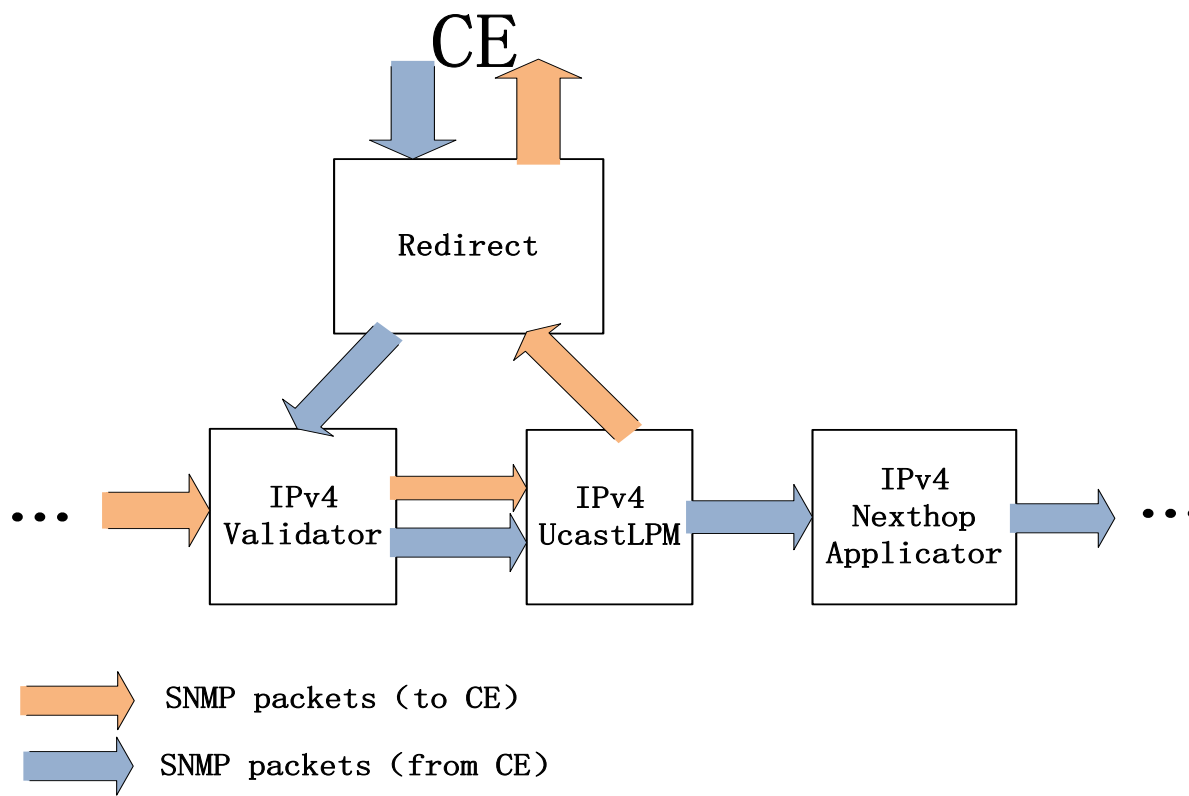 CE
Redirect
...
IPv4
Validator
IPv4
UcastLPM
IPv4
Nexthop
Applicator
...
SNMP packets（to CE）
SNMP packets（from CE）